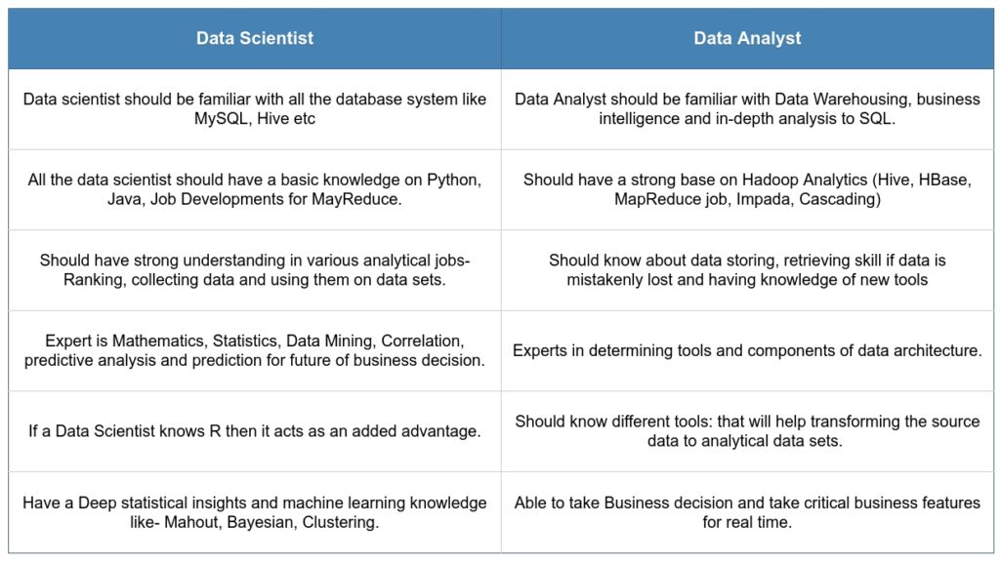 Data Scientist
Data Analyst
Data scientist should be familiar with all the database system like
MySQL, Hive etc
Data Analyst should be familiar with Data Warehousing, business
intelligence and in-depth analysis to SQL.
All the data scientist should have a basic knowledge on Python,
Java, Job Developments for MayReduce.
Should have a strong base on Hadoop Analytics (Hive, HBase,
MapReduce job, Impada, Cascading)
Should have strong understanding in various analytical jobs-
Ranking, collecting data and using them on data sets.
Should know about data storing, retrieving skill if data is
mistakenly lost and having knowledge of new tools
Expert is Mathematics, Statistics, Data Mining, Correlation,
predictive analysis and prediction for future of business decision.
Experts in determining tools and components of data architecture.
If a Data Scientist knows R then it acts as an added advantage.
Should know different tools: that will help transforming the source
data to analytical data sets.
Have a Deep statistical insights and machine learning knowledge
like- Mahout, Bayesian, Clustering.
Able to take Business decision and take critical business features
for real time.